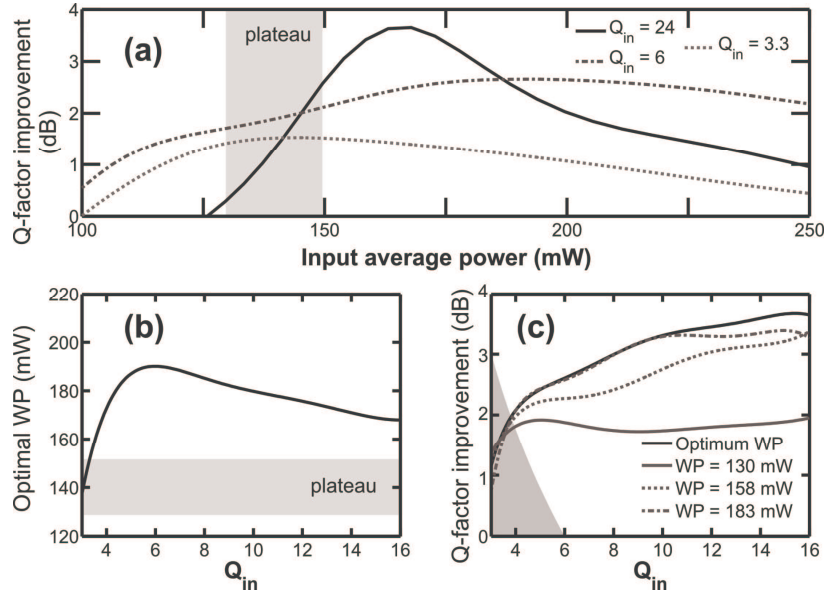 4
3
2
1
0
Q-factor improvement
(dB)
(a)
plateau
Q_in = 24
Q_in = 3.3
Q_in = 6
100
150
200
250
Input average power (mW)
220
200
180
160
140
120
Optimal WP (mW)
(b)
plateau
4
6
8
10
12
14
16
Q_in
4
3
2
1
0
Q-factor improvement (dB)
(c)
Optimum WP
WP = 130 mW
WP = 158 mW
WP = 183 mW
4
6
8
10
12
14
16
Q_in